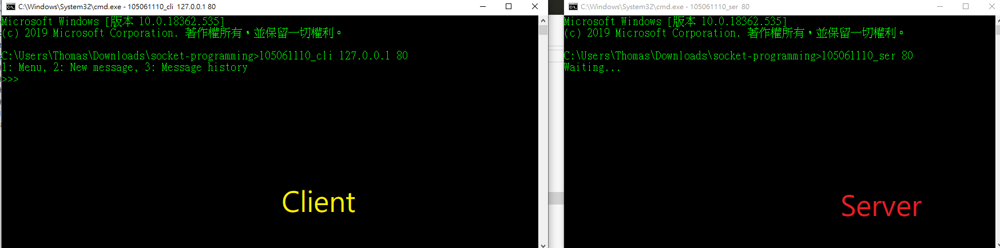 C:\Windows\System32\cmd.exe - 105061110_cli 127.0.0.1 80
Microsoft Windows [版本 10.0.18362.535]
(c) 2019 Microsoft Corporation. 著作權所有，並保留一切權利。
C:\Users\Thomas\Downloads\socket-programming>105061110_cli 127.0.0.1 80
1: Menu, 2: New message, 3: Message history
>>>
Client
C:\Windows\System32\cmd.exe - 105061110_ser 80
Microsoft Windows [版本 10.0.18362.535]
(c) 2019 Microsoft Corporation. 著作權所有，並保留一切權利。
C:\Users\Thomas\Downloads\socket-programming>105061110_ser 80
Waiting...
Server